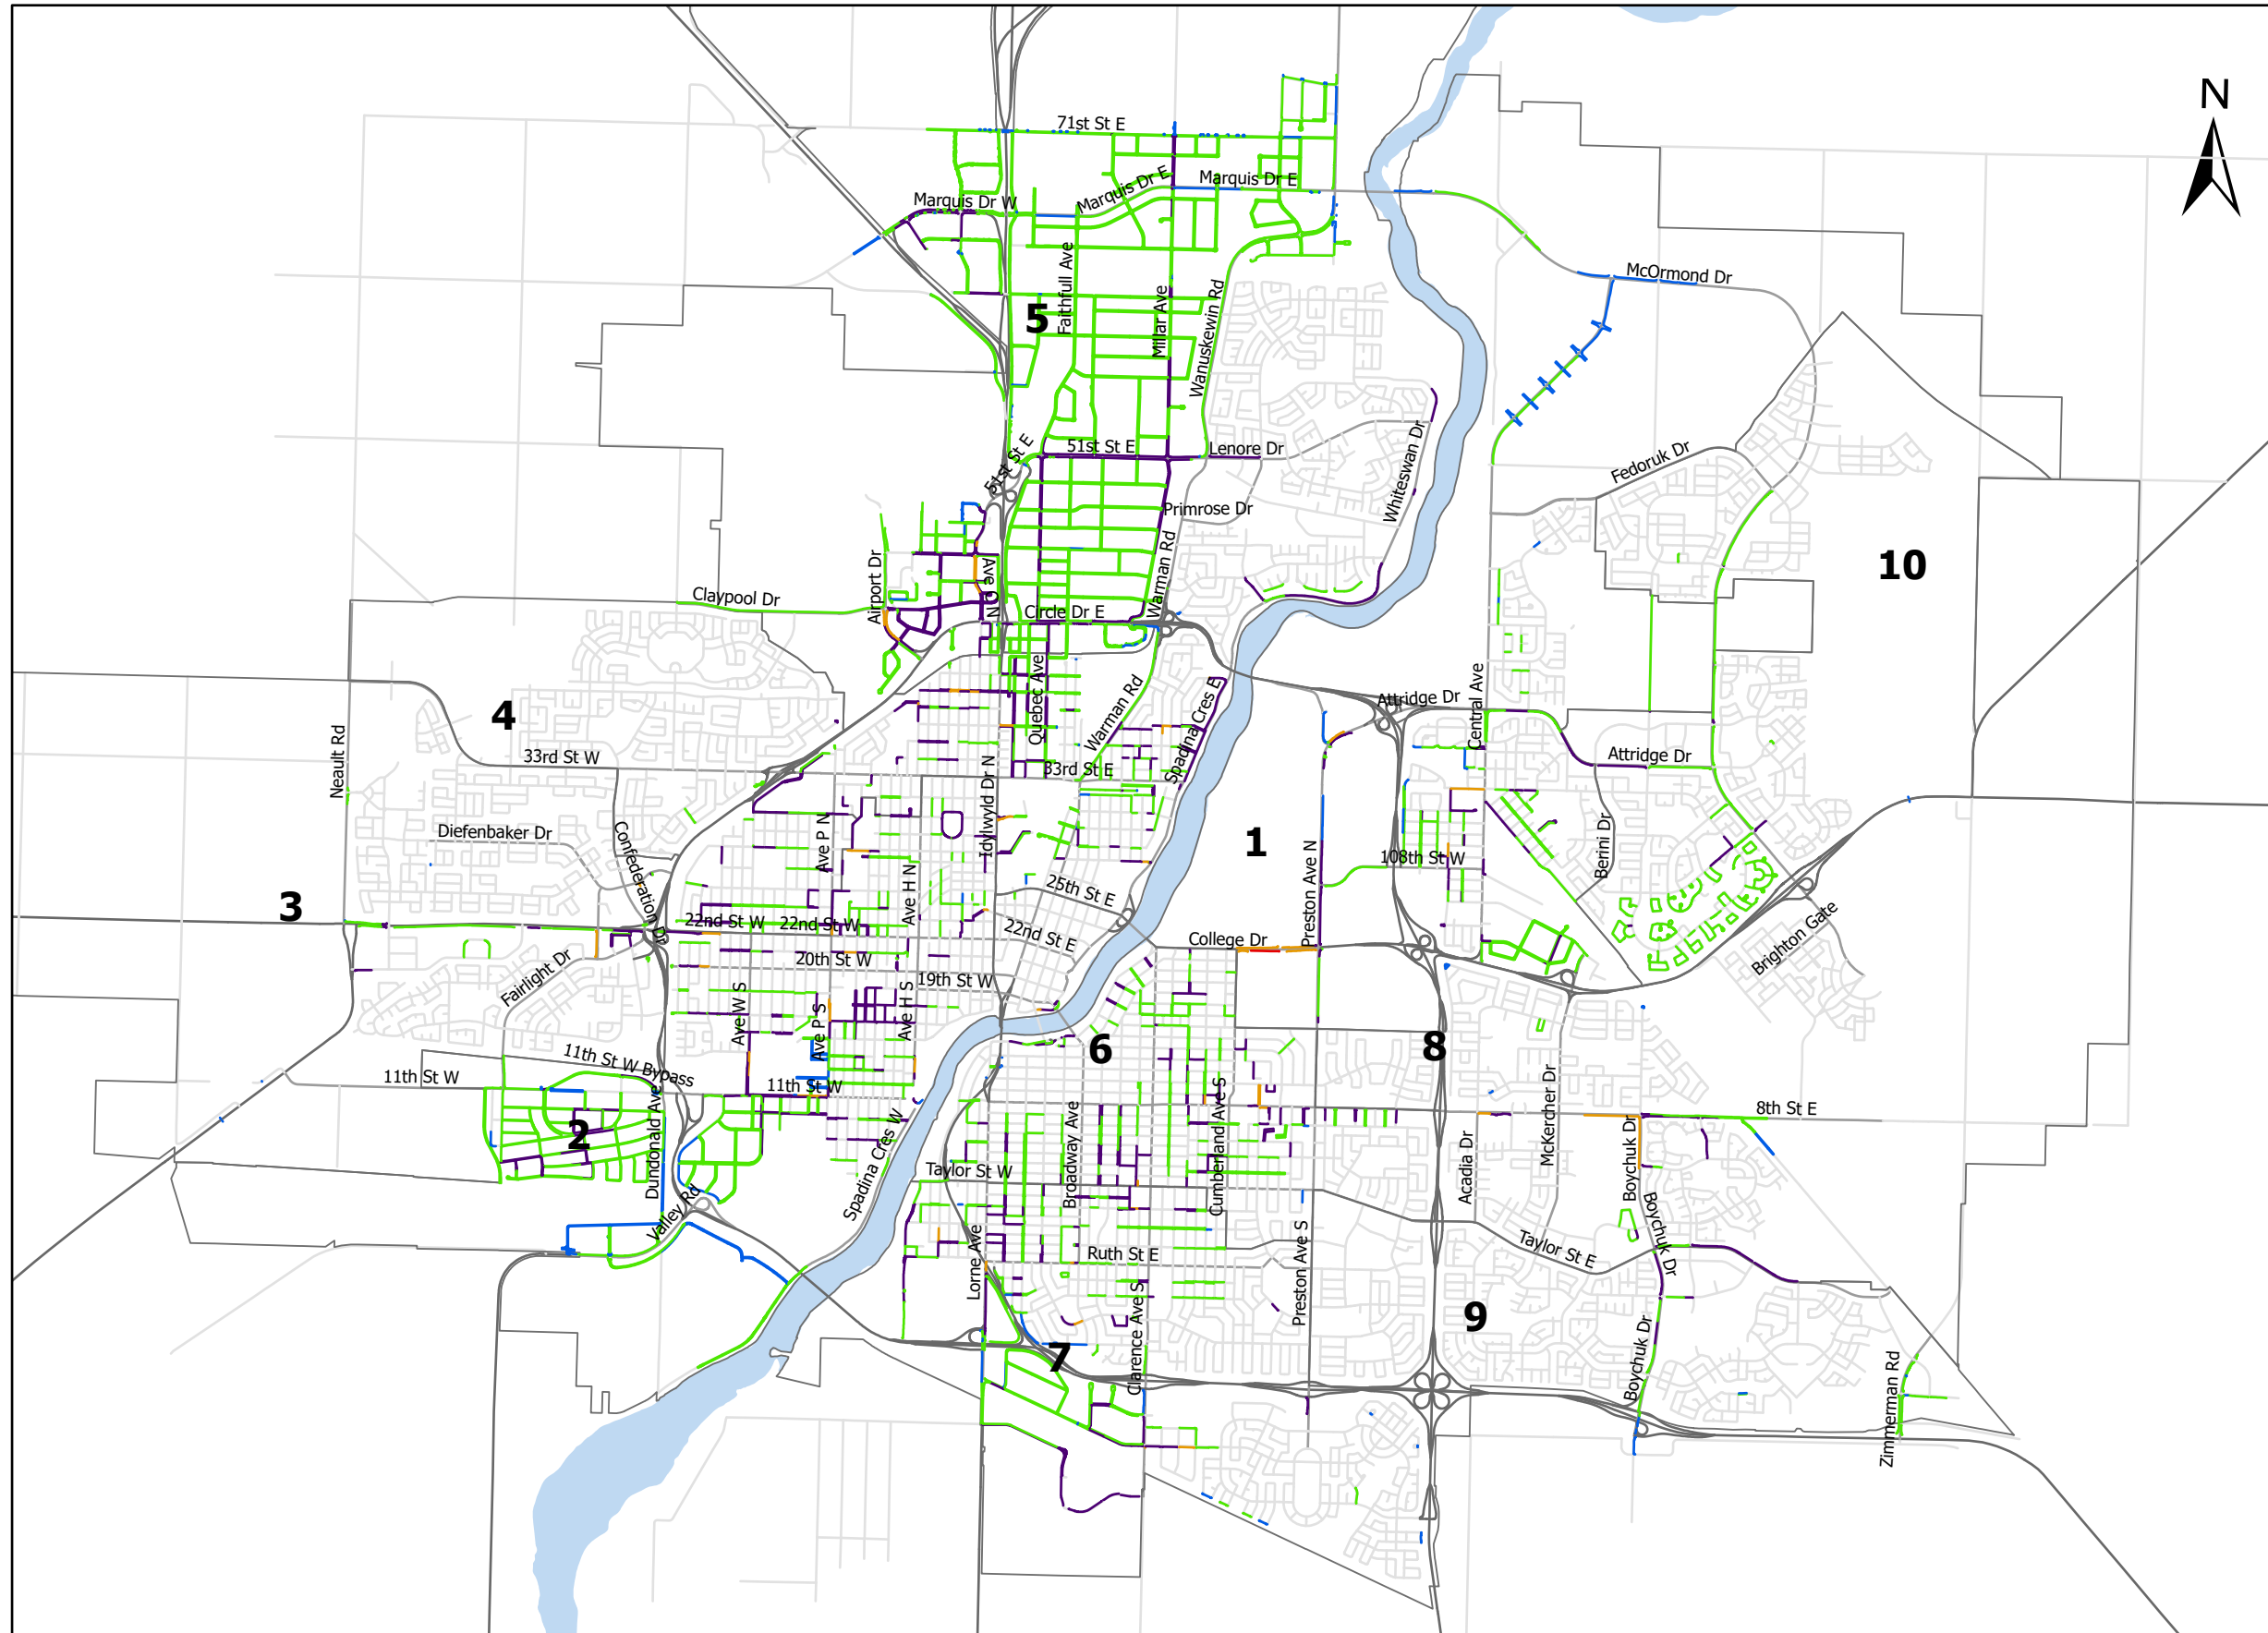 N
71st St E
Marquis Dr E
Marquis Dr E
Marquis Dr W
McOrmond Dr
Faithfull Ave
5
Millar Ave
Wanuskewin Rd
51st St E
51st St E
Lenore Dr
Whiteswan Dr
Fedoruk Dr
Primrose Dr
10
Airport Dr
Ave C N
Warman Rd
Claypool Dr
Circle Dr E
Quebec Ave
Warman Rd
Spadina Cres E
Attridge Dr
Central Ave
4
Neault Rd
33rd St W
Idylwyld Dr N
33rd St E
Attridge Dr
Diefenbaker Dr
Confederation Dr
Ave P N
1
Preston Ave N
108th St W
Berini Dr
3
Ave H N
25th St E
22nd St W
22nd St W
22nd St E
College Dr
Brighton Gate
20th St W
19th St W
Fairlight Dr
Ave W S
Ave P S
Ave H S
6
8
11th St W Bypass
11th St W
11th St W
2
Dundonald Ave
Broadway Ave
Cumberland Ave S
McKercher Dr
8th St E
Acadia Dr
Boychuk Dr
Spadina Cres W
Taylor St W
Valley Rd
Boychuk Dr
Lorne Ave
Ruth St E
Preston Ave S
Taylor St E
Clarence Ave S
9
7
Boychuk Dr
Zimmerman Rd